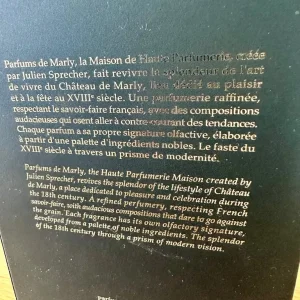 Parfums de Marly, la Maison de Haute Parfumerie, créée
par Julien Sprecher, fait revivre la splendeur de l'art
de vivre du Château de Marly, lieu dédié au plaisir
et à la fête au XVIIIe siècle. Une parfumerie raffinée,
respectant le savoir-faire français, avec des compositions
audacieuses qui osent aller à contre-courant des tendances.
Chaque parfum a sa propre signature olfactive, élaborée
à partir d'une palette d'ingrédients nobles. Le faste du
XVIIIe siècle à travers un prisme de modernité.
Parfums de Marly, the Haute Parfumerie Maison created by
Julien Sprecher, revives the splendor of the lifestyle of Château
de Marly, a place dedicated to pleasure and celebration during
the 18th century. A refined perfumery, respecting French
savoir-faire, with audacious compositions that dare to go against
the grain. Each fragrance has its own olfactory signature,
developed from a palette of noble ingredients. The splendor
of the 18th century through a prism of modern vision.